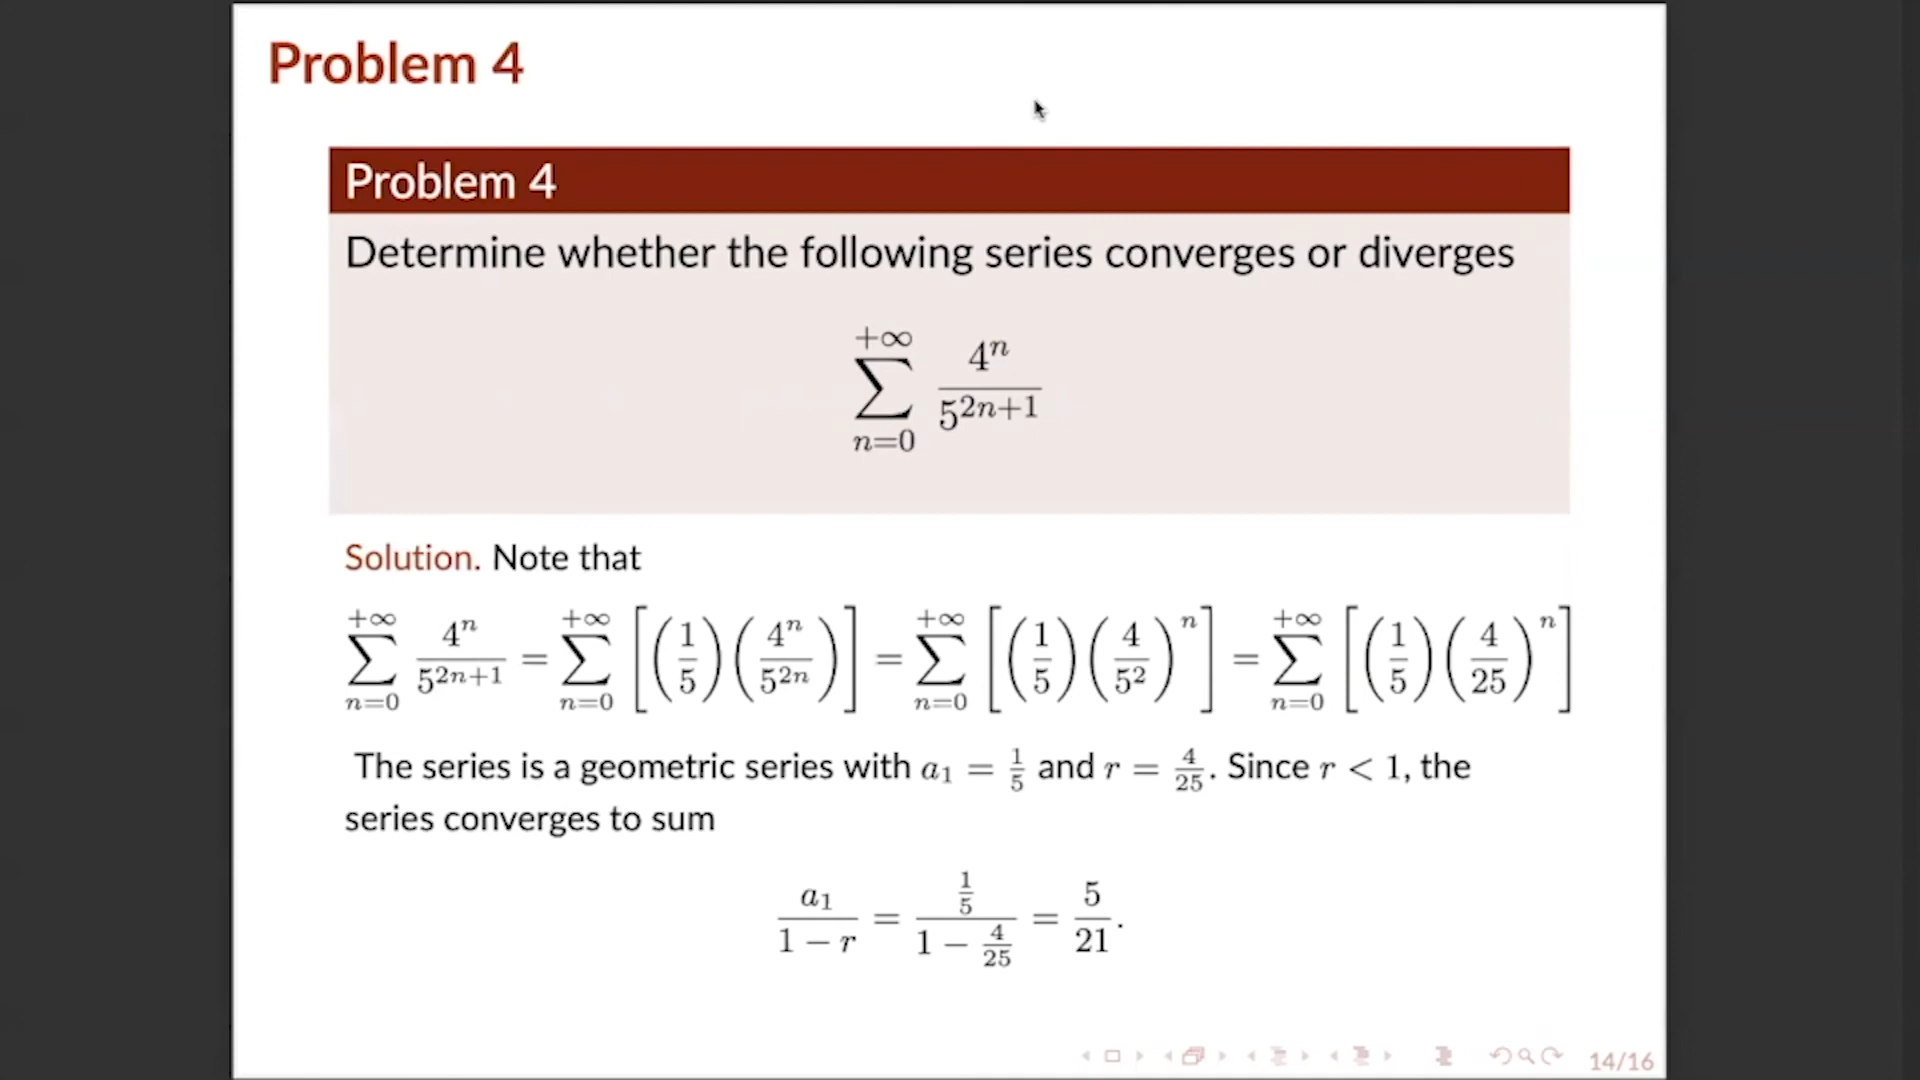 Problem 4
Problem 4
Determine whether the following series converges or diverges
$\sum_{n=0}^{+\infty} \frac{4^n}{5^{2n+1}}$
Solution. Note that
$\sum_{n=0}^{+\infty} \frac{4^n}{5^{2n+1}} = \sum_{n=0}^{+\infty} \left[\left(\frac{1}{5}\right)\left(\frac{4^n}{5^{2n}}\right)\right] = \sum_{n=0}^{+\infty} \left[\left(\frac{1}{5}\right)\left(\frac{4}{5^2}\right)^n\right] = \sum_{n=0}^{+\infty} \left[\left(\frac{1}{5}\right)\left(\frac{4}{25}\right)^n\right]$
The series is a geometric series with $a_1 = \frac{1}{5}$ and $r = \frac{4}{25}$. Since $r < 1$, the
series converges to sum
$\frac{a_1}{1-r} = \frac{\frac{1}{5}}{1-\frac{4}{25}} = \frac{5}{21}.$
14/16